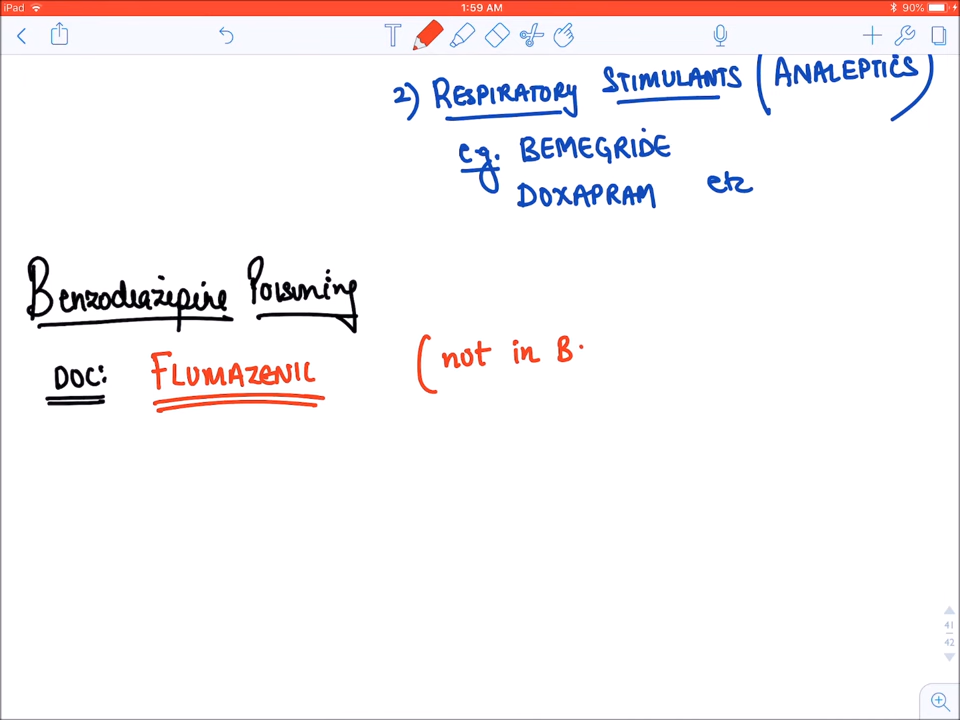 iPad 1:59 AM 90%
T
2) RESPIRATORY STIMULANTS (ANALEPTICS)
e.g. BEMEGRIDE
DOXAPRAM etc
Benzodiazepine Poisoning
DOC: FLUMAZENIL (not in B.
41
42